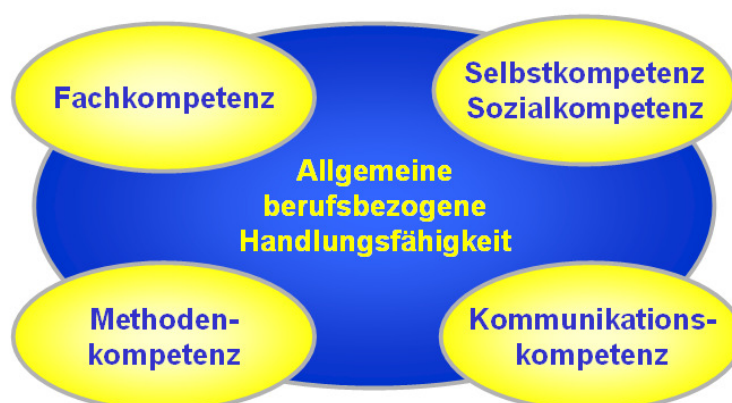 Fachkompetenz
Selbstkompetenz
Sozialkompetenz
Allgemeine
berufsbezogene
Handlungsfähigkeit
Methoden-
kompetenz
Kommunikations-
kompetenz